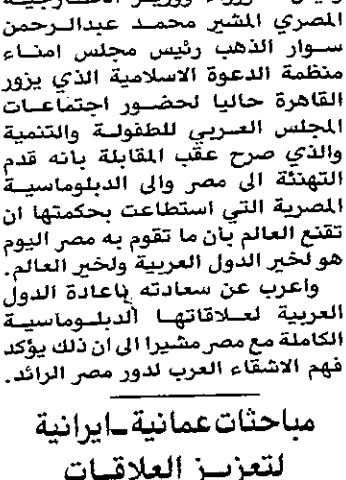 المصري المشير محمد عبدالرحمن
سوار الذهب رئيس مجلس امناء
منظمة الدعوة الاسلامية الذي يزور
القاهرة حاليا لحضور اجتماعات
المجلس العربي للطفولة والتنمية
والذي صرح عقب المقابلة بانه قدم
التهنئة الى مصر والى الدبلوماسية
المصرية التي استطاعت بحكمتها ان
تقنع العالم بأن ما تقوم به مصر اليوم
هو لخير الدول العربية ولخير العالم.
واعرب عن سعادته باعادة الدول
العربية لعلاقاتها الدبلوماسية
الكاملة مع مصر مشيرا الى ان ذلك يؤكد
فهم الاشقاء العرب لدور مصر الرائد.
مباحثات عمانية ـ ايرانية
لتعزيز العلاقات